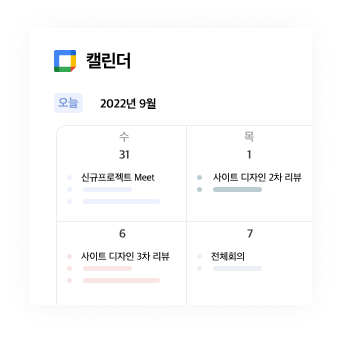 캘린더
오늘 2022년 9월
수 목
31 1
신규프로젝트 Meet 사이트 디자인 2차 리뷰
6 7
사이트 디자인 3차 리뷰 전체회의